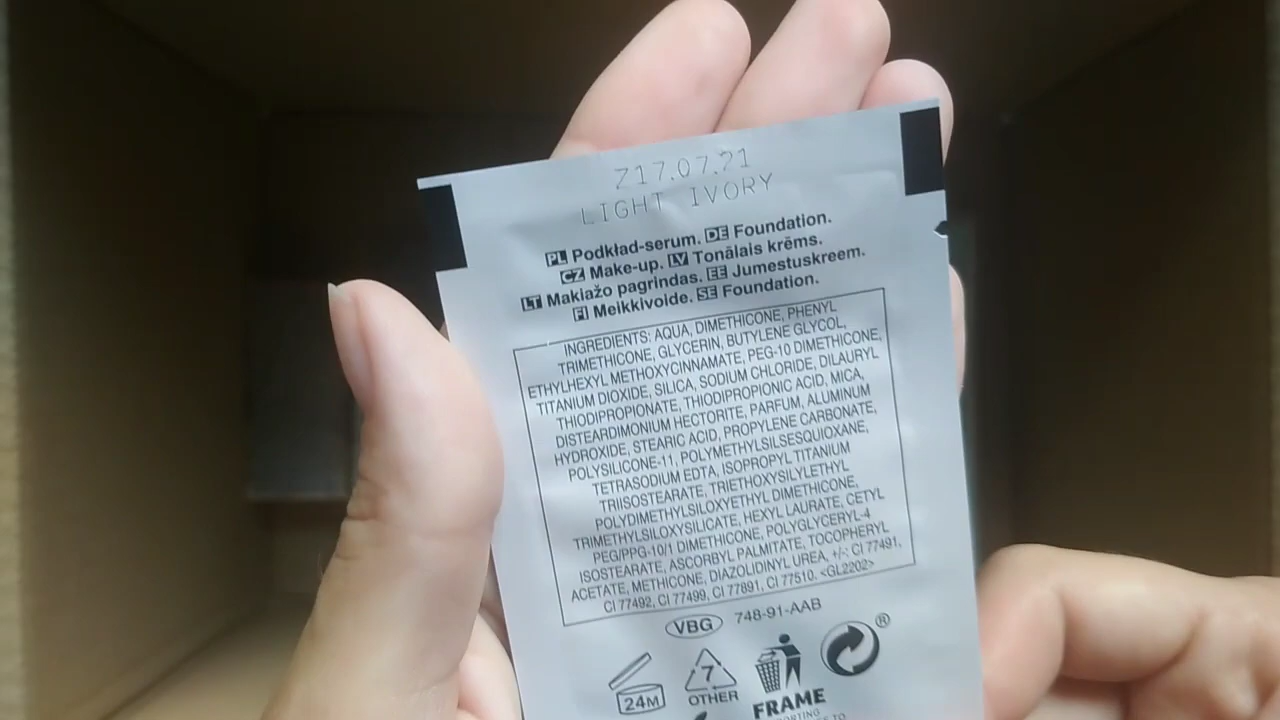 Z17.07.21
LIGHT IVORY
PL Podkład-serum. DE Foundation.
CZ Make-up. LV Tonālais krēms.
LT Makiažo pagrindas. EE Jumestuskreem.
FI Meikkivoide. SE Foundation.
INGREDIENTS: AQUA, DIMETHICONE, PHENYL
TRIMETHICONE, GLYCERIN, BUTYLENE GLYCOL,
ETHYLHEXYL METHOXYCINNAMATE, PEG-10 DIMETHICONE,
TITANIUM DIOXIDE, SILICA, SODIUM CHLORIDE, DILAURYL
THIODIPROPIONATE, THIODIPROPIONIC ACID, MICA,
DISTEARDIMONIUM HECTORITE, PARFUM, ALUMINUM
HYDROXIDE, STEARIC ACID, PROPYLENE CARBONATE,
POLYSILICONE-11, POLYMETHYLSILSESQUIOXANE,
TETRASODIUM EDTA, ISOPROPYL TITANIUM
TRIISOSTEARATE, TRIETHOXYSILYLETHYL
POLYDIMETHYLSILOXYETHYL DIMETHICONE,
TRIMETHYLSILOXYSILICATE, HEXYL LAURATE, CETYL
PEG/PPG-10/1 DIMETHICONE, POLYGLYCERYL-4
ISOSTEARATE, ASCORBYL PALMITATE, TOCOPHERYL
ACETATE, METHICONE, DIAZOLIDINYL UREA, +/-: CI 77491,
CI 77492, CI 77499, CI 77891, CI 77510. <GL2202>
VBG 748-91-AAB
®
24M
7
OTHER
FRAME